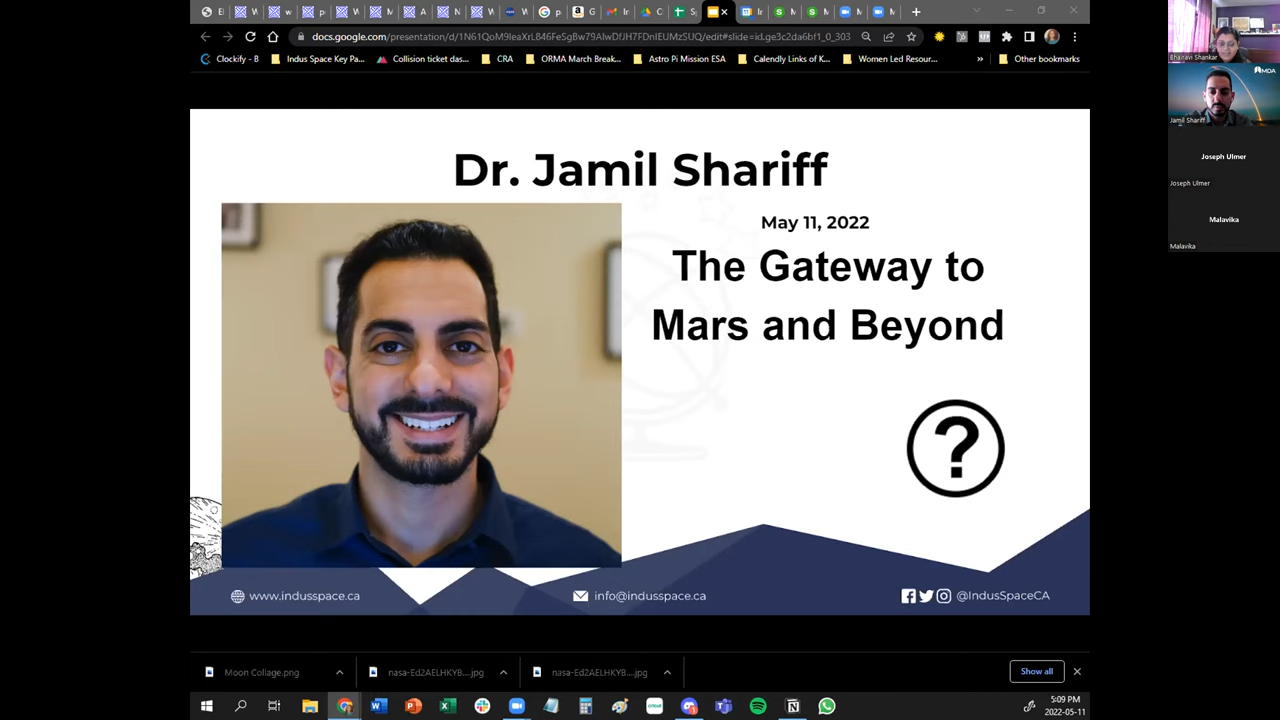 docs.google.com/presentation/d/1N61QoM9IeaXrL846FeSgBw79AlwDfJH7FDnIEUMzSUQ/edit#slide=id.ge3c2da6bf1_0_303
Clockify - B
Indus Space Key Pa...
Collision ticket das...
CRA
ORMA March Break...
Astro Pi Mission ESA
Calendly Links of K...
Women Led Resour...
»
Other bookmarks
Dr. Jamil Shariff
May 11, 2022
The Gateway to
Mars and Beyond
?
www.indusspace.ca
info@indusspace.ca
@IndusSpaceCA
Moon Collage.png
nasa-Ed2AELHKYB....jpg
nasa-Ed2AELHKYB....jpg
Show all
5:09 PM
2022-05-11
Bhairavi Shankar
MDA
Jamil Shariff
Joseph Ulmer
Joseph Ulmer
Malavika
Malavika